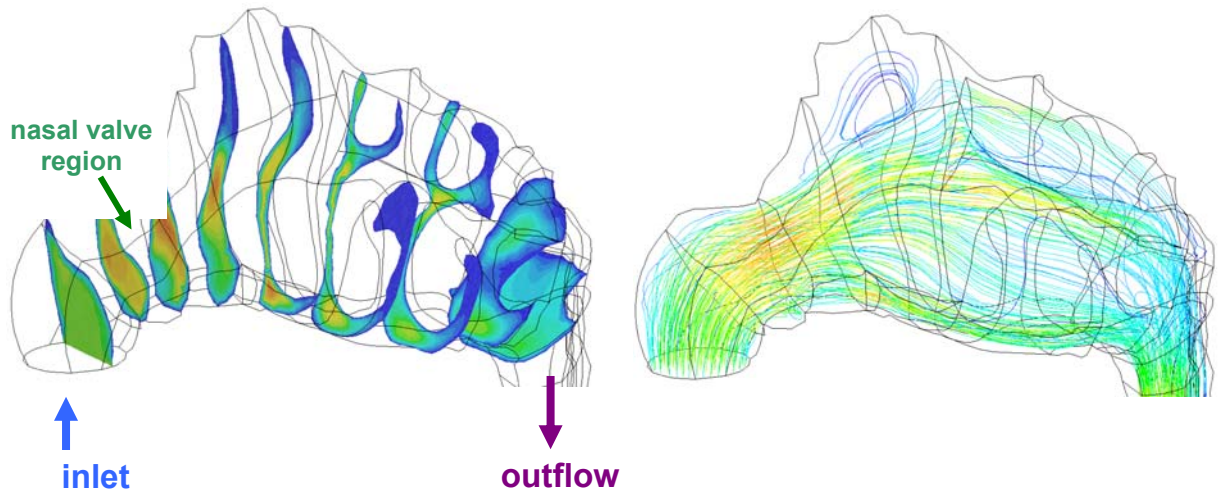 nasal valve
region
inlet
outflow